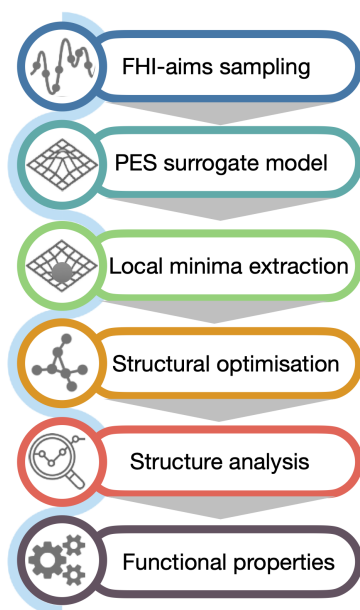 FHI-aims sampling
PES surrogate model
Local minima extraction
Structural optimisation
Structure analysis
Functional properties